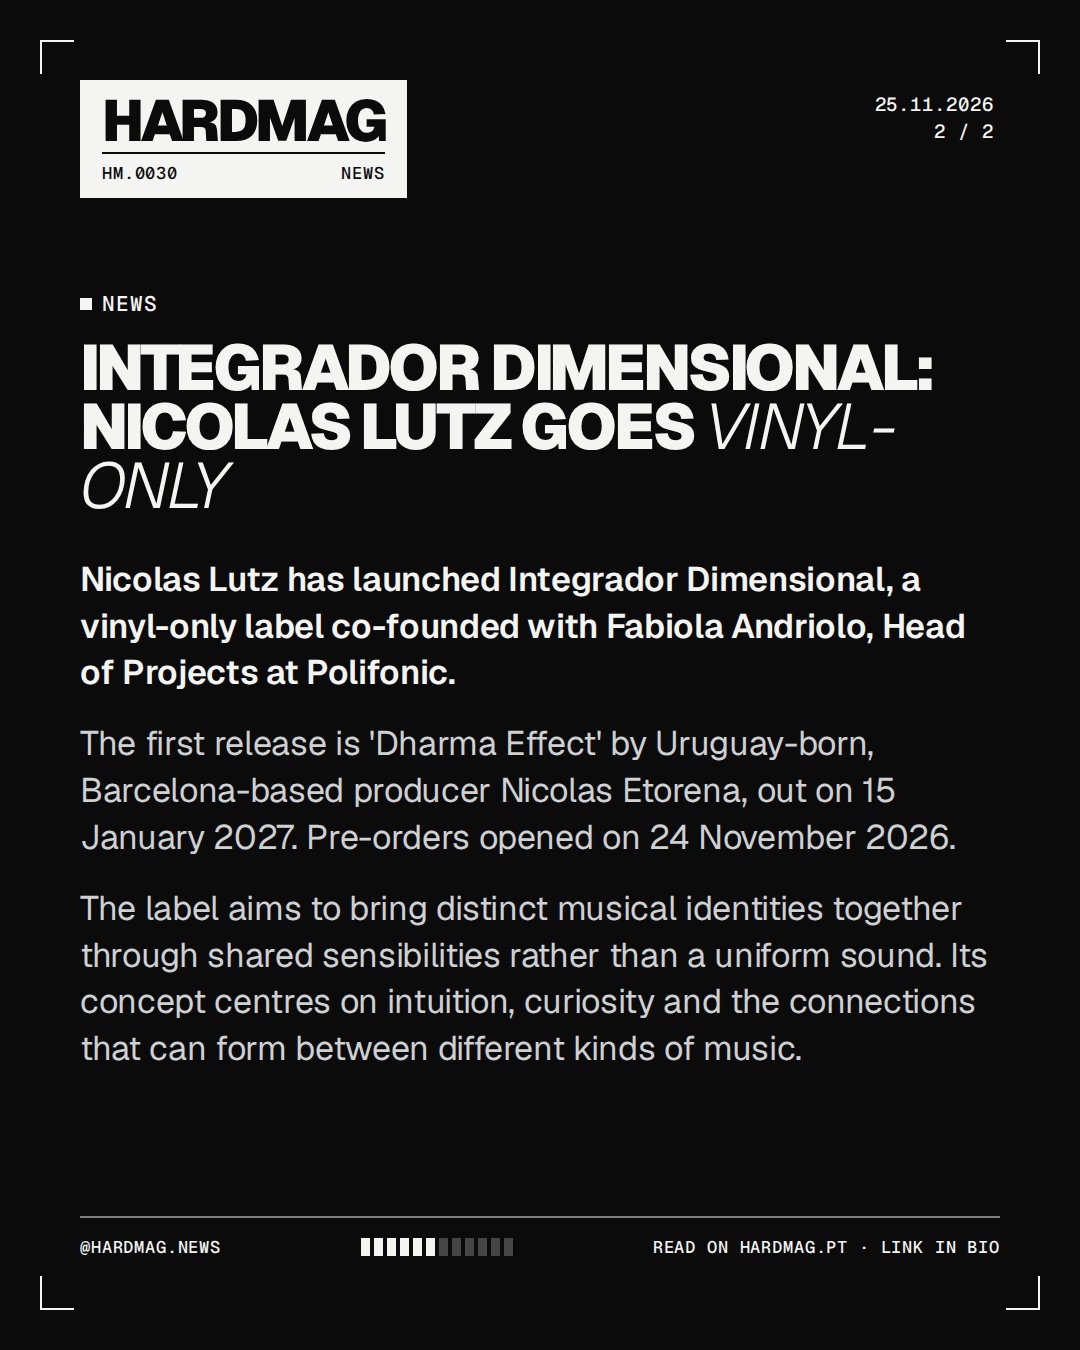 HARDMAG
HM.0030 NEWS
25.11.2026
2 / 2
NEWS
INTEGRADOR DIMENSIONAL:
NICOLAS LUTZ GOES VINYL-
ONLY
Nicolas Lutz has launched Integrador Dimensional, a
vinyl-only label co-founded with Fabiola Andriolo, Head
of Projects at Polifonic.
The first release is 'Dharma Effect' by Uruguay-born,
Barcelona-based producer Nicolas Etorena, out on 15
January 2027. Pre-orders opened on 24 November 2026.
The label aims to bring distinct musical identities together
through shared sensibilities rather than a uniform sound. Its
concept centres on intuition, curiosity and the connections
that can form between different kinds of music.
@HARDMAG.NEWS
READ ON HARDMAG.PT · LINK IN BIO